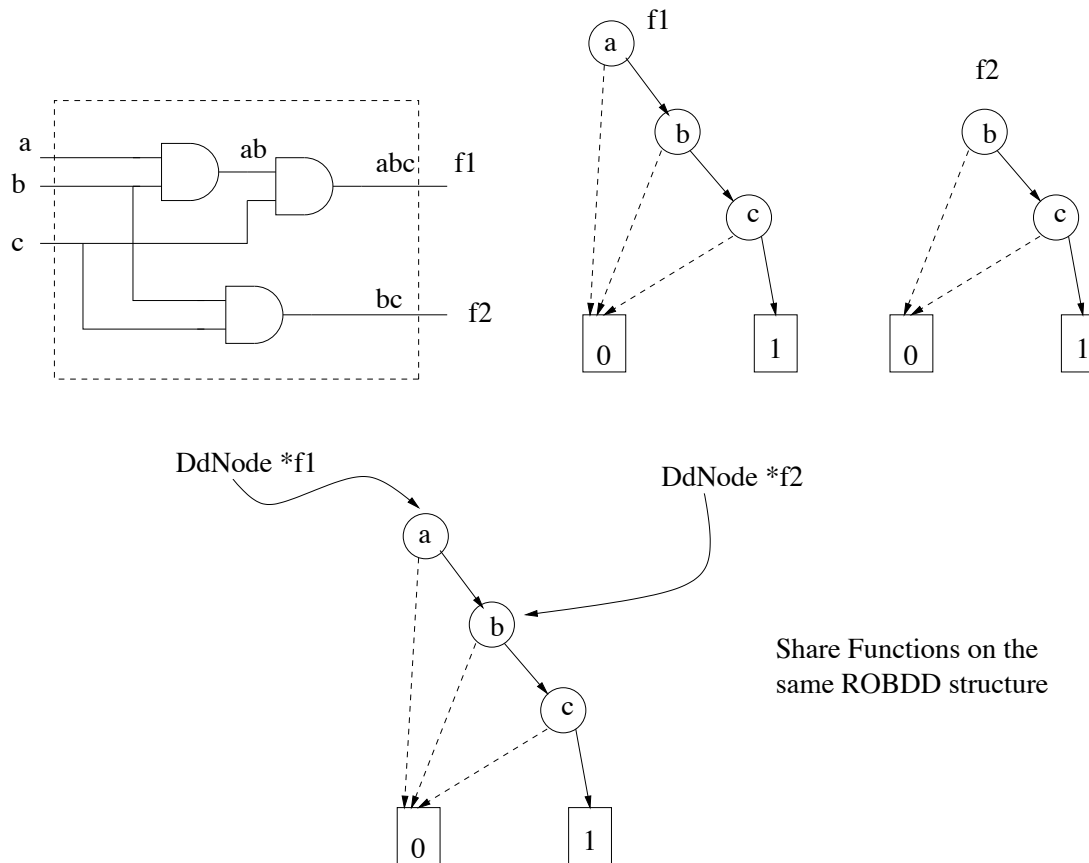 a
b
c
ab
abc
f1
bc
f2
f1
a
b
c
0
1
f2
b
c
0
1
DdNode *f1
DdNode *f2
a
b
c
0
1
Share Functions on the
same ROBDD structure